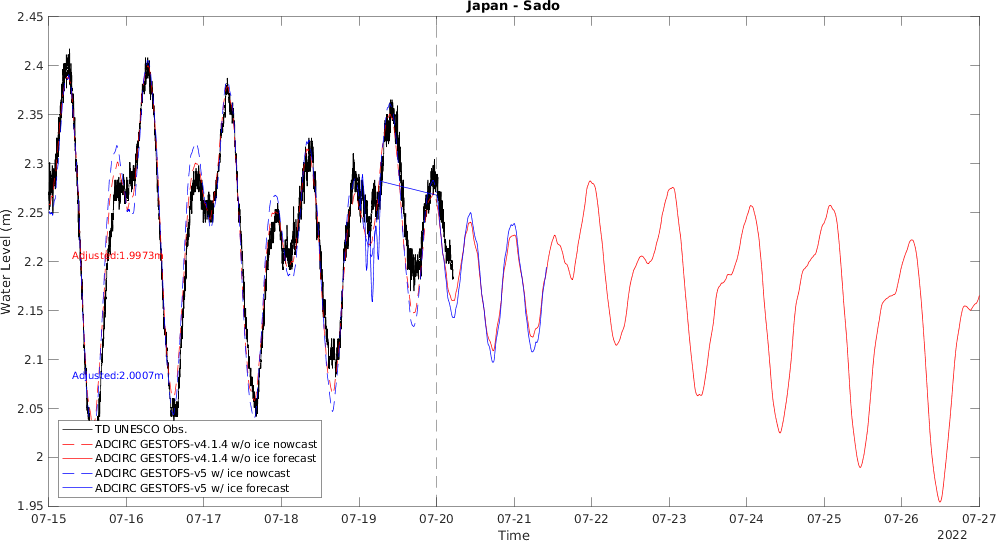 Japan - Sado
2.45
2.4
2.35
2.3
2.25
2.2
2.15
2.1
2.05
2
1.95
Water Level (m)
Adjusted:1.9973m
Adjusted:2.0007m
TD UNESCO Obs.
ADCIRC GESTOFS-v4.1.4 w/o ice nowcast
ADCIRC GESTOFS-v4.1.4 w/o ice forecast
ADCIRC GESTOFS-v5 w/ ice nowcast
ADCIRC GESTOFS-v5 w/ ice forecast
07-15 07-16 07-17 07-18 07-19 07-20 07-21 07-22 07-23 07-24 07-25 07-26 07-27
Time
2022